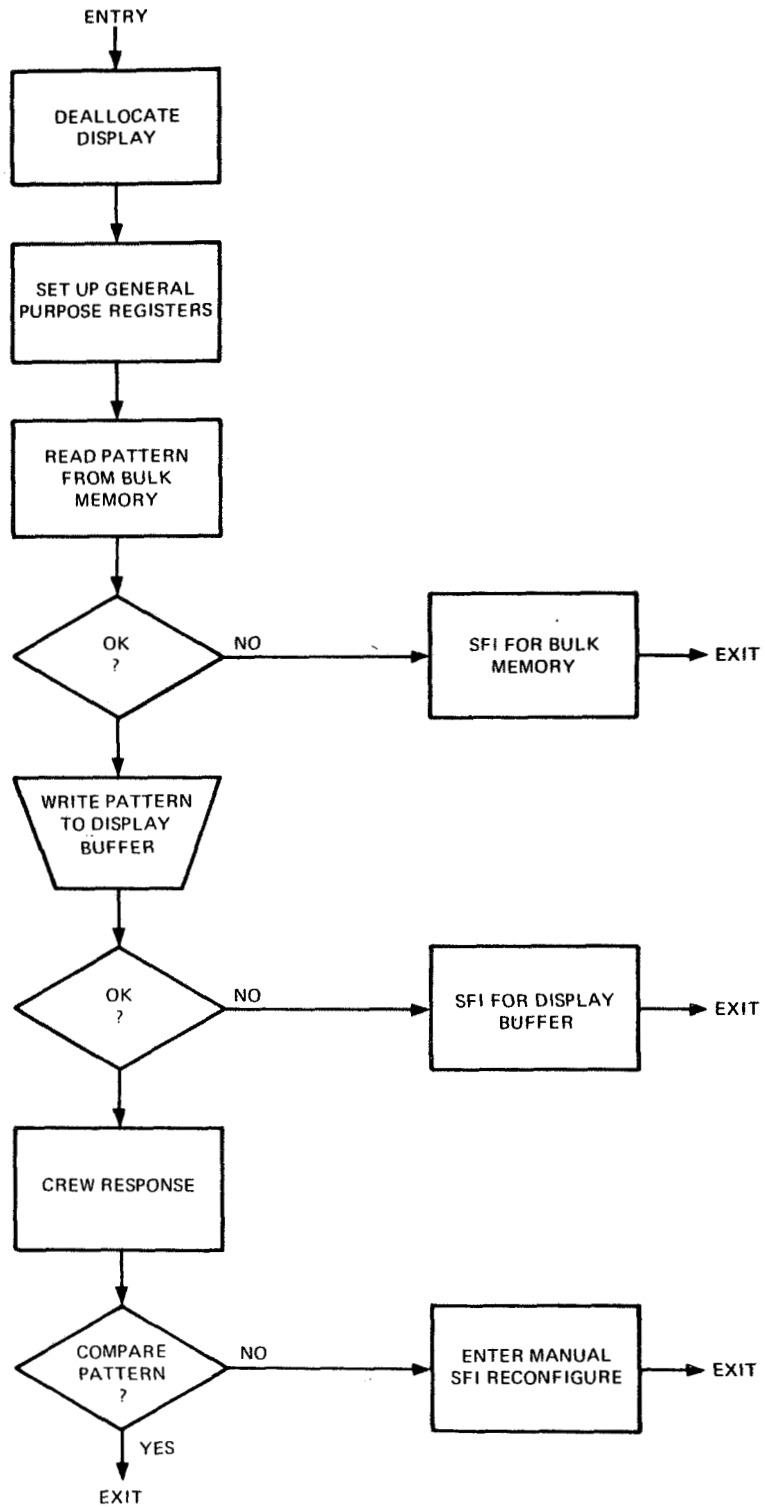 ENTRY
DEALLOCATE
DISPLAY
SET UP GENERAL
PURPOSE REGISTERS
READ PATTERN
FROM BULK
MEMORY
OK
?
NO
SFI FOR BULK
MEMORY
EXIT
WRITE PATTERN
TO DISPLAY
BUFFER
OK
?
NO
SFI FOR DISPLAY
BUFFER
EXIT
CREW RESPONSE
COMPARE
PATTERN
?
NO
ENTER MANUAL
SFI RECONFIGURE
EXIT
YES
EXIT